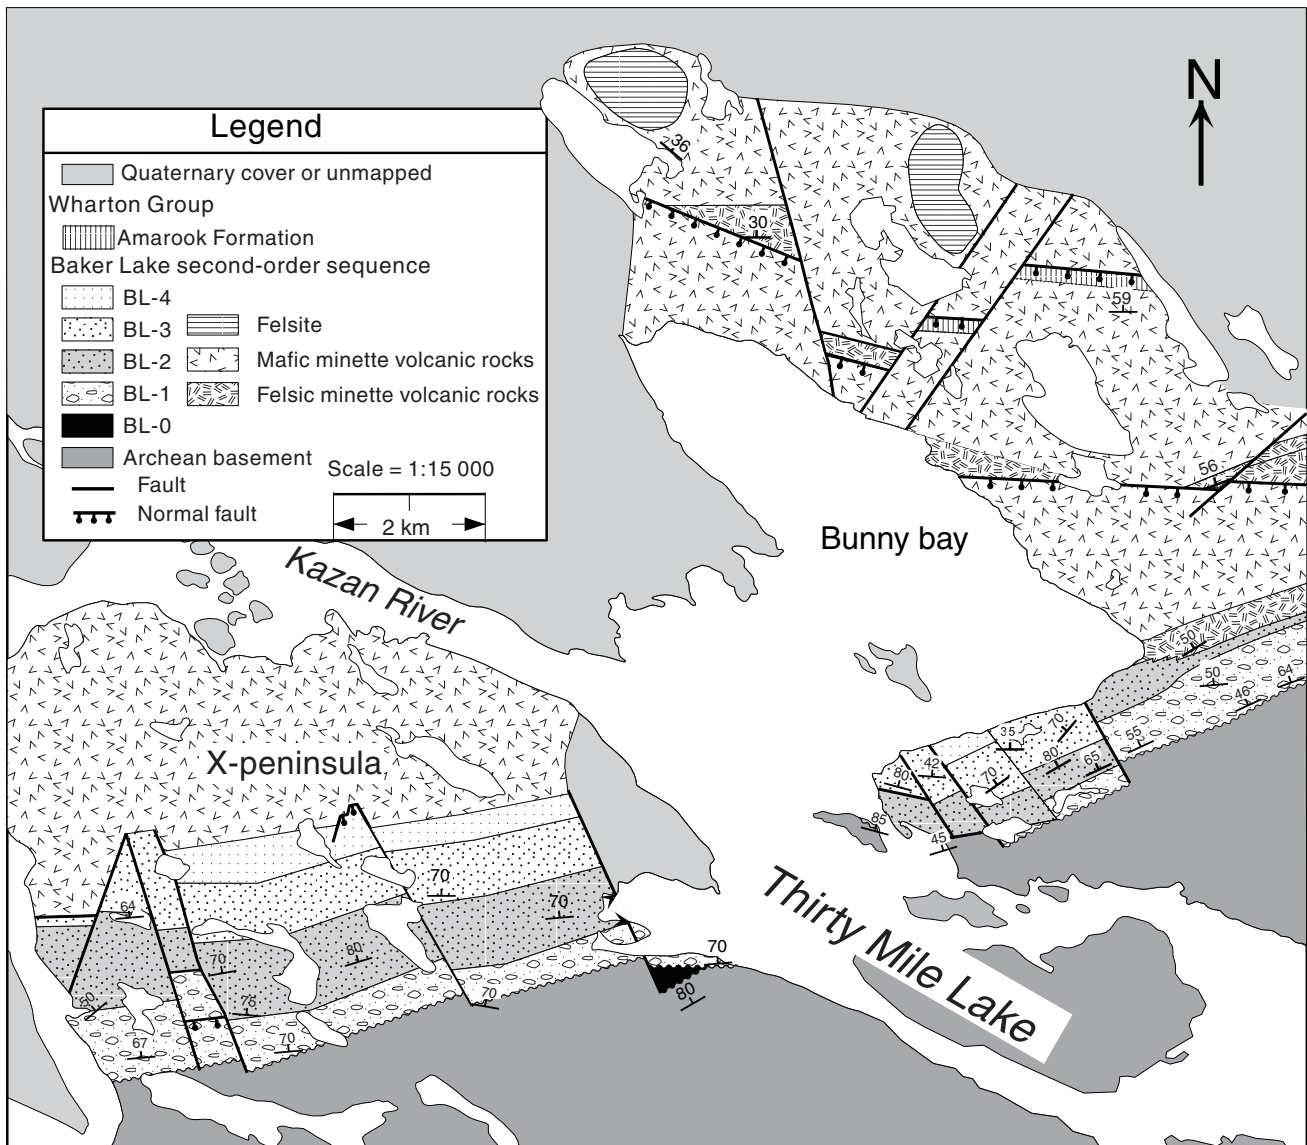 Legend
Quaternary cover or unmapped
Wharton Group
Amarook Formation
Baker Lake second-order sequence
BL-4
BL-3
Felsite
BL-2
Mafic minette volcanic rocks
BL-1
Felsic minette volcanic rocks
BL-0
Archean basement
Scale = 1:15 000
Fault
Normal fault
2 km
N
36
30
59
56
Bunny bay
Kazan River
50
50
64
46
X-peninsula
70
35
55
42
80
70
80
65
85
45
70
64
70
Thirty Mile Lake
80
70
70
80
50
76
70
67
70